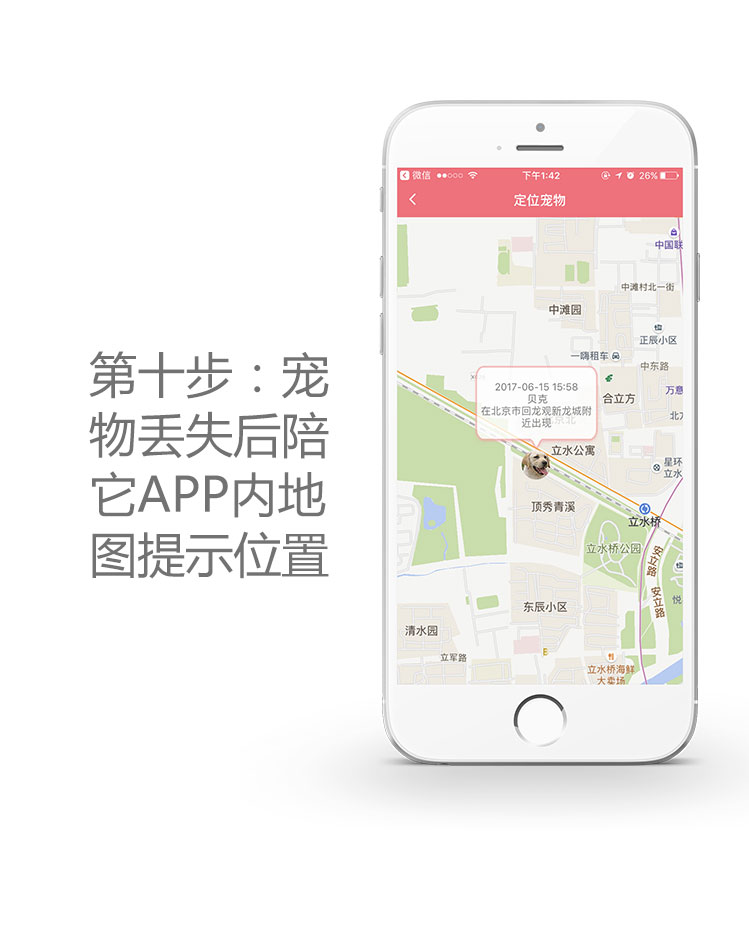 第十步：宠
物丢失后陪
它APP内地
图提示位置
微信
下午1:42
26%
定位宠物
中国联
中滩村北一街
中滩园
正辰小区
一嗨租车
中东路
2017-06-15 15:58
贝克
在北京市回龙观新龙城附
近出现
合立方
万意
北方
京北
立水公寓
星环
立水
顶秀青溪
立水桥
立水桥公园
安立路
安立路
悦
东辰小区
清水园
立军路
立水桥海鲜
大卖场